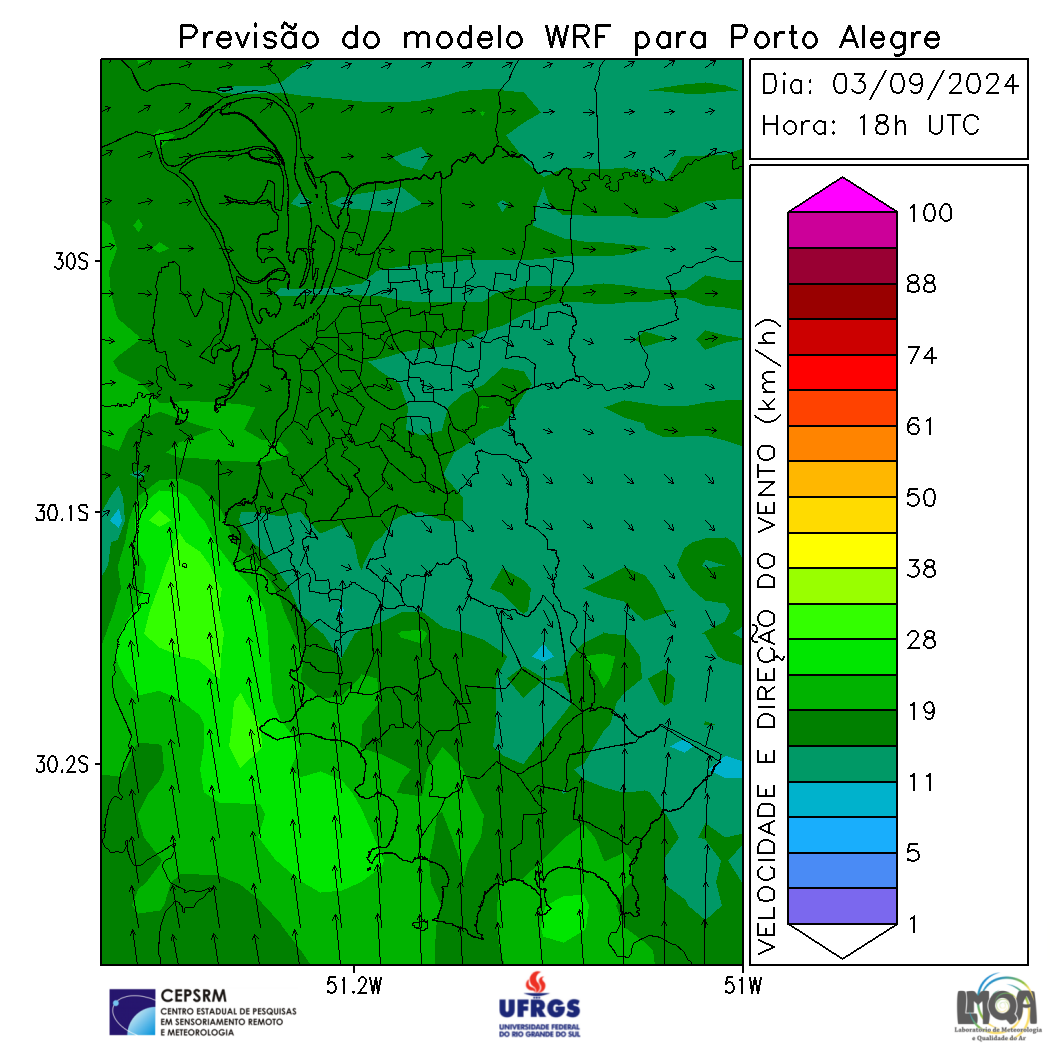 Previsão do modelo WRF para Porto Alegre
Dia: 03/09/2024
Hora: 18h UTC
30S
30.1S
30.2S
51.2W
51W
VELOCIDADE E DIREÇÃO DO VENTO (km/h)
100
88
74
61
50
38
28
19
11
5
1
CEPSRM
CENTRO ESTADUAL DE PESQUISAS
EM SENSORIAMENTO REMOTO
E METEOROLOGIA
UFRGS
UNIVERSIDADE FEDERAL
DO RIO GRANDE DO SUL
LMQA
Laboratório de Meteorologia
e Qualidade do Ar